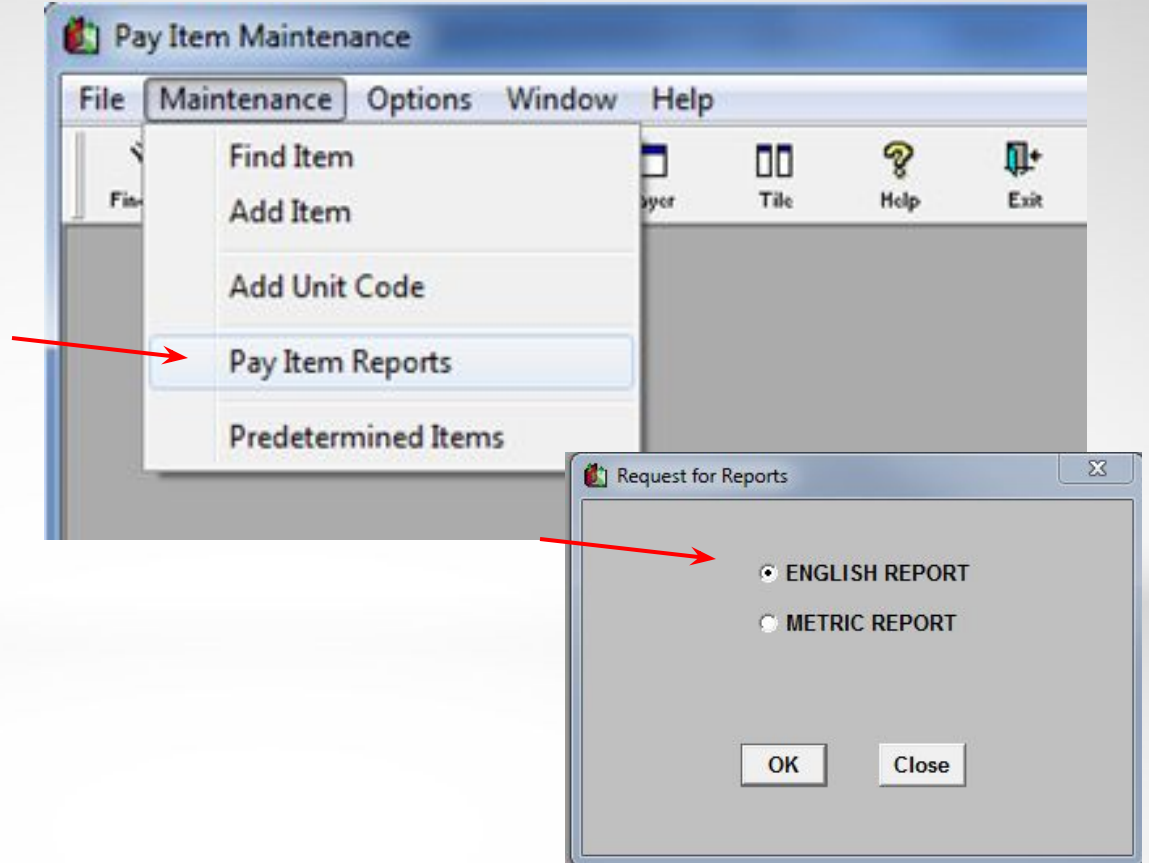 Pay Item Maintenance
File Maintenance Options Window Help
Find Item
Add Item
Add Unit Code
Pay Item Reports
Predetermined Items
Tile Help Exit
Request for Reports
ENGLISH REPORT
METRIC REPORT
OK Close